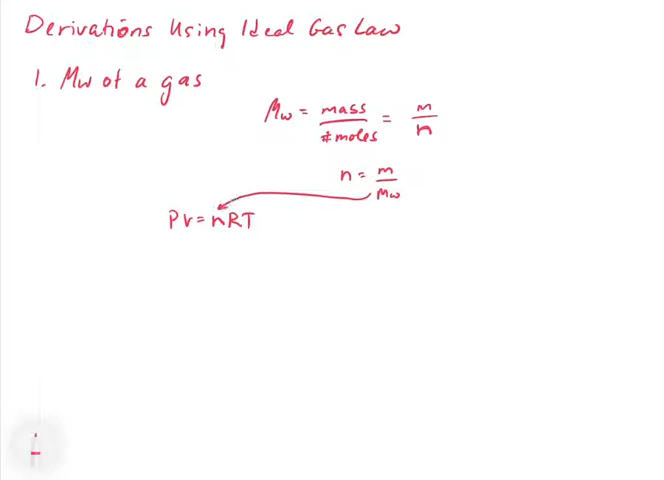 Derivations Using Ideal Gas Law
1. Mw of a gas
Mw = mass / # moles = m / n
n = m / Mw
PV = nRT